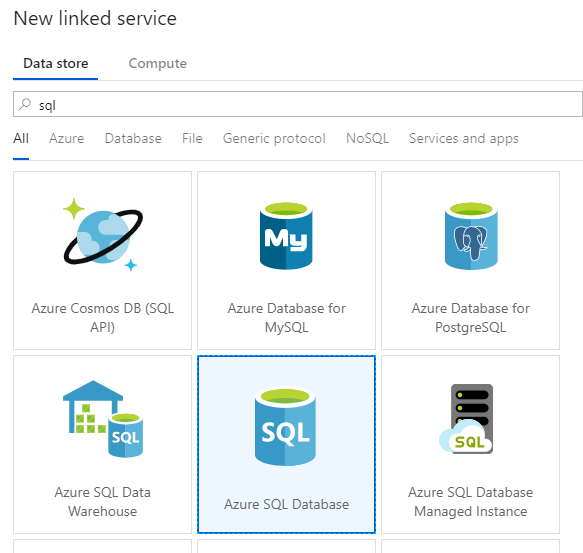 New linked service
Data store Compute
sql
All Azure Database File Generic protocol NoSQL Services and apps
My
Azure Cosmos DB (SQL
API)
Azure Database for
MySQL
Azure Database for
PostgreSQL
SQL
SQL
SQL
Azure SQL Data
Warehouse
Azure SQL Database
Azure SQL Database
Managed Instance